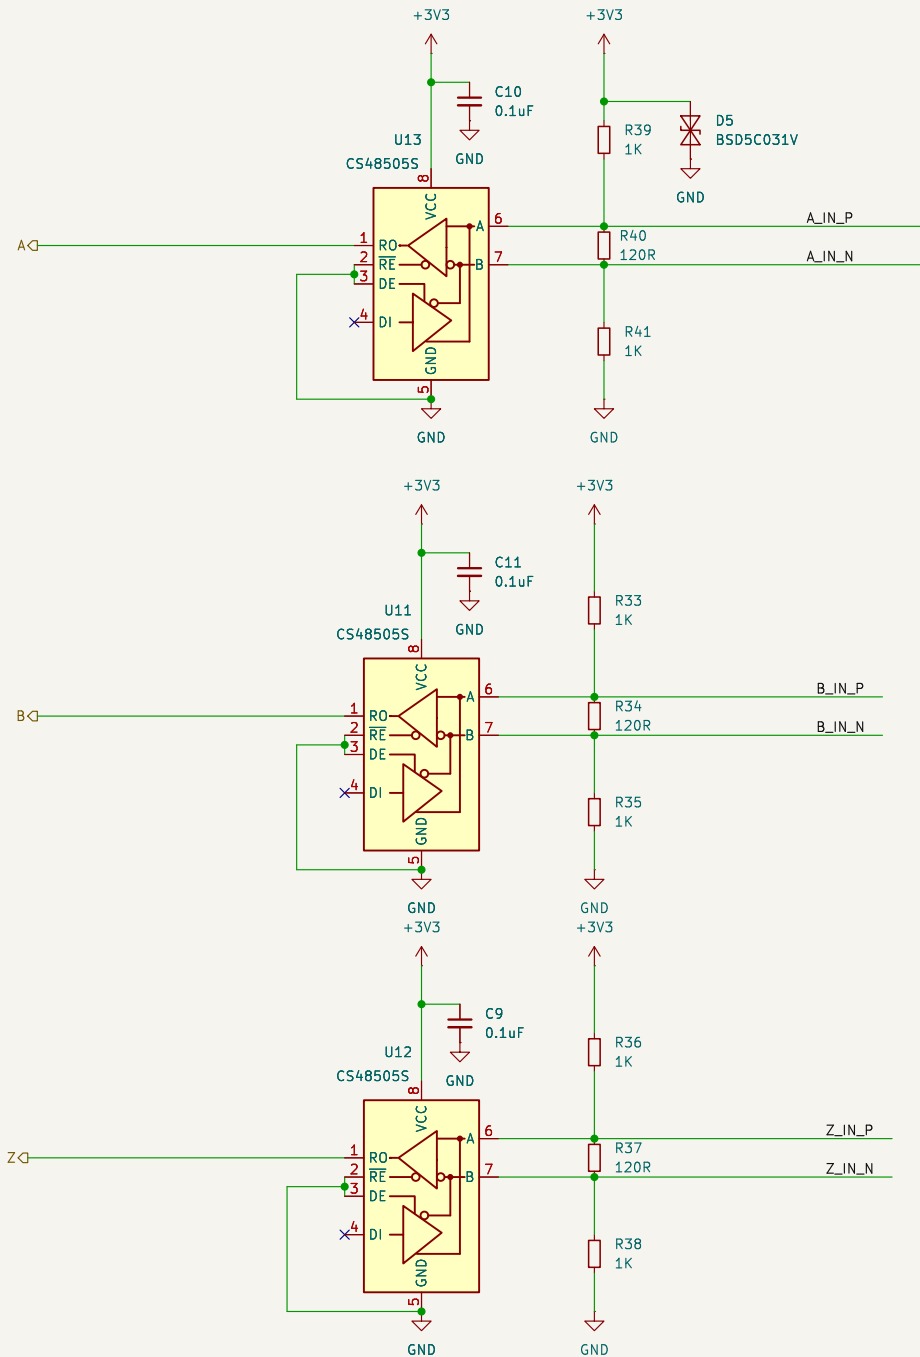 +3V3
+3V3
C10
0.1uF
GND
D5
BSD5C031V
GND
R39
1K
U13
CS48505S
8
VCC
A
1
RO
2
RE
3
DE
4
DI
A
6
B
7
GND
5
GND
A_IN_P
R40
120R
A_IN_N
R41
1K
GND
+3V3
+3V3
C11
0.1uF
GND
R33
1K
U11
CS48505S
8
VCC
B
1
RO
2
RE
3
DE
4
DI
A
6
B
7
GND
5
GND
B_IN_P
R34
120R
B_IN_N
R35
1K
GND
+3V3
+3V3
C9
0.1uF
GND
R36
1K
U12
CS48505S
8
VCC
Z
1
RO
2
RE
3
DE
4
DI
A
6
B
7
GND
5
GND
Z_IN_P
R37
120R
Z_IN_N
R38
1K
GND